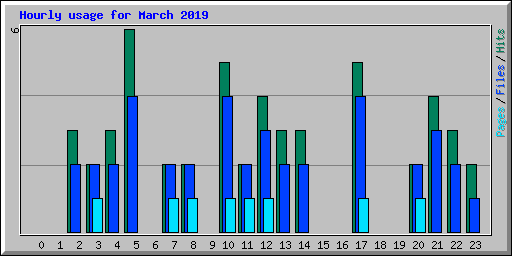 Hourly usage for March 2019
6
Pages/Files/Hits
0 1 2 3 4 5 6 7 8 9 10 11 12 13 14 15 16 17 18 19 20 21 22 23